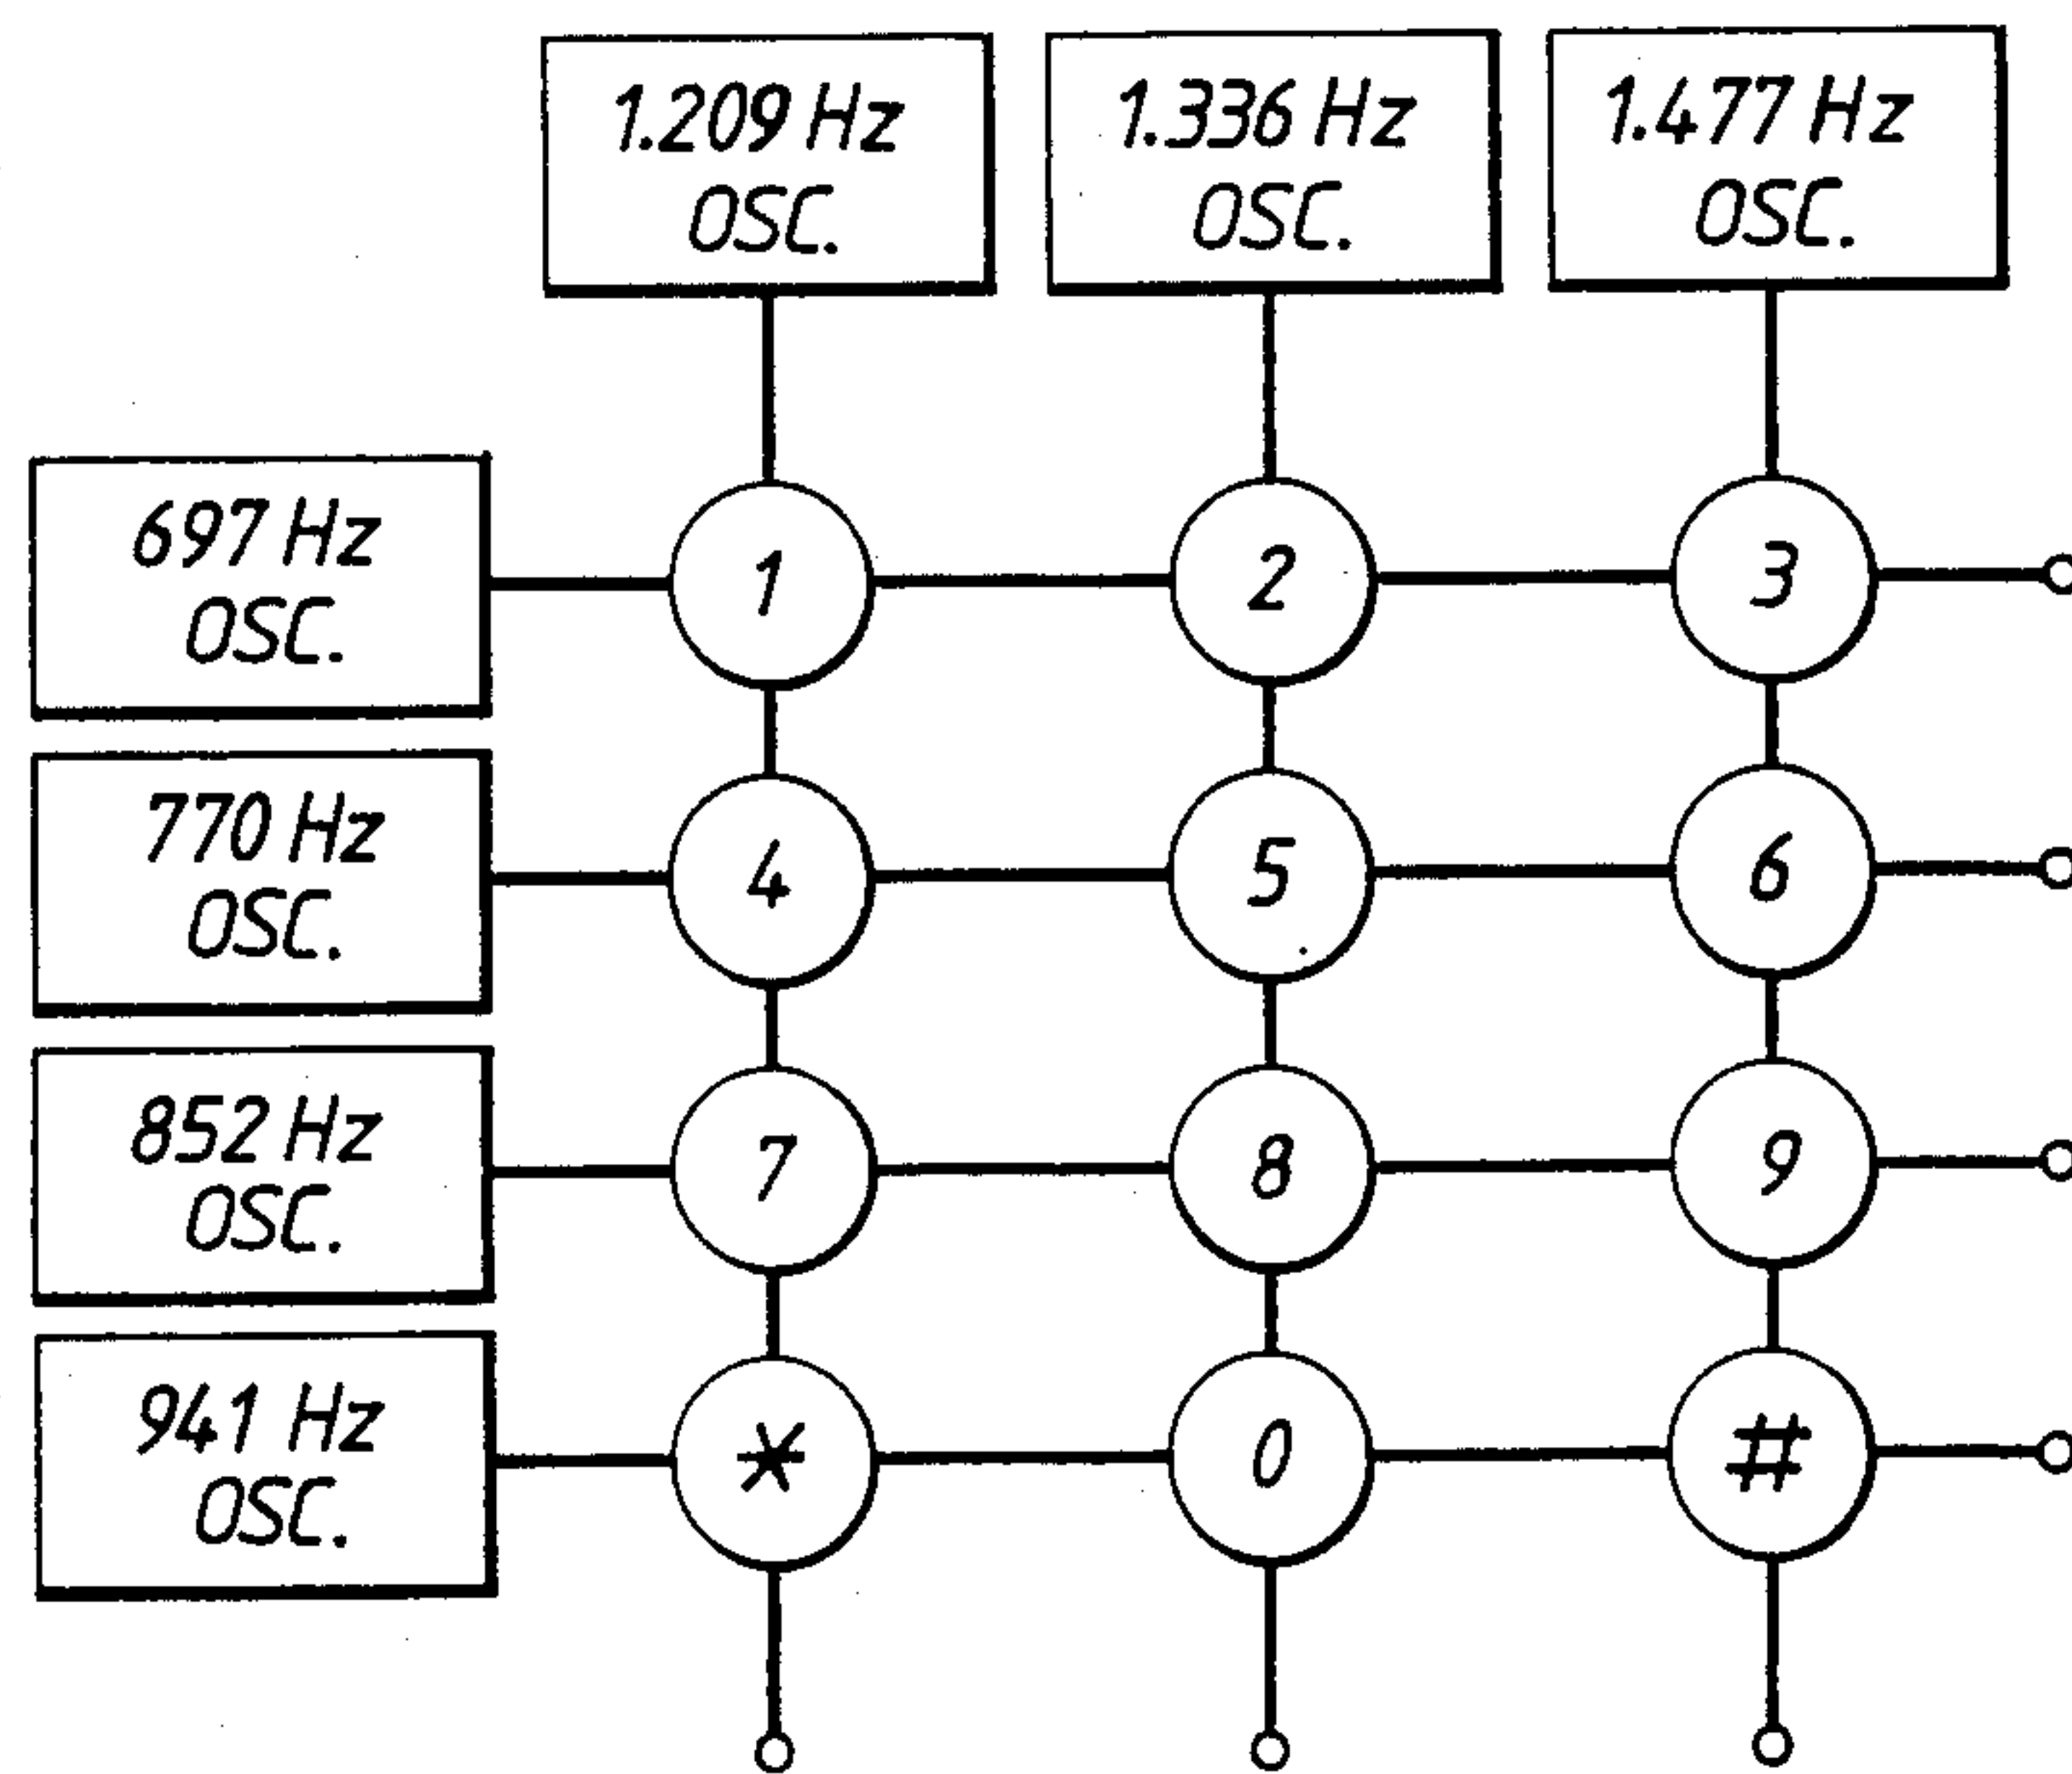 1.209 Hz
OSC.
1.336 Hz
OSC.
1.477 Hz
OSC.
697 Hz
OSC.
1 2 3
770 Hz
OSC.
4 5 6
852 Hz
OSC.
7 8 9
941 Hz
OSC.
* 0 #